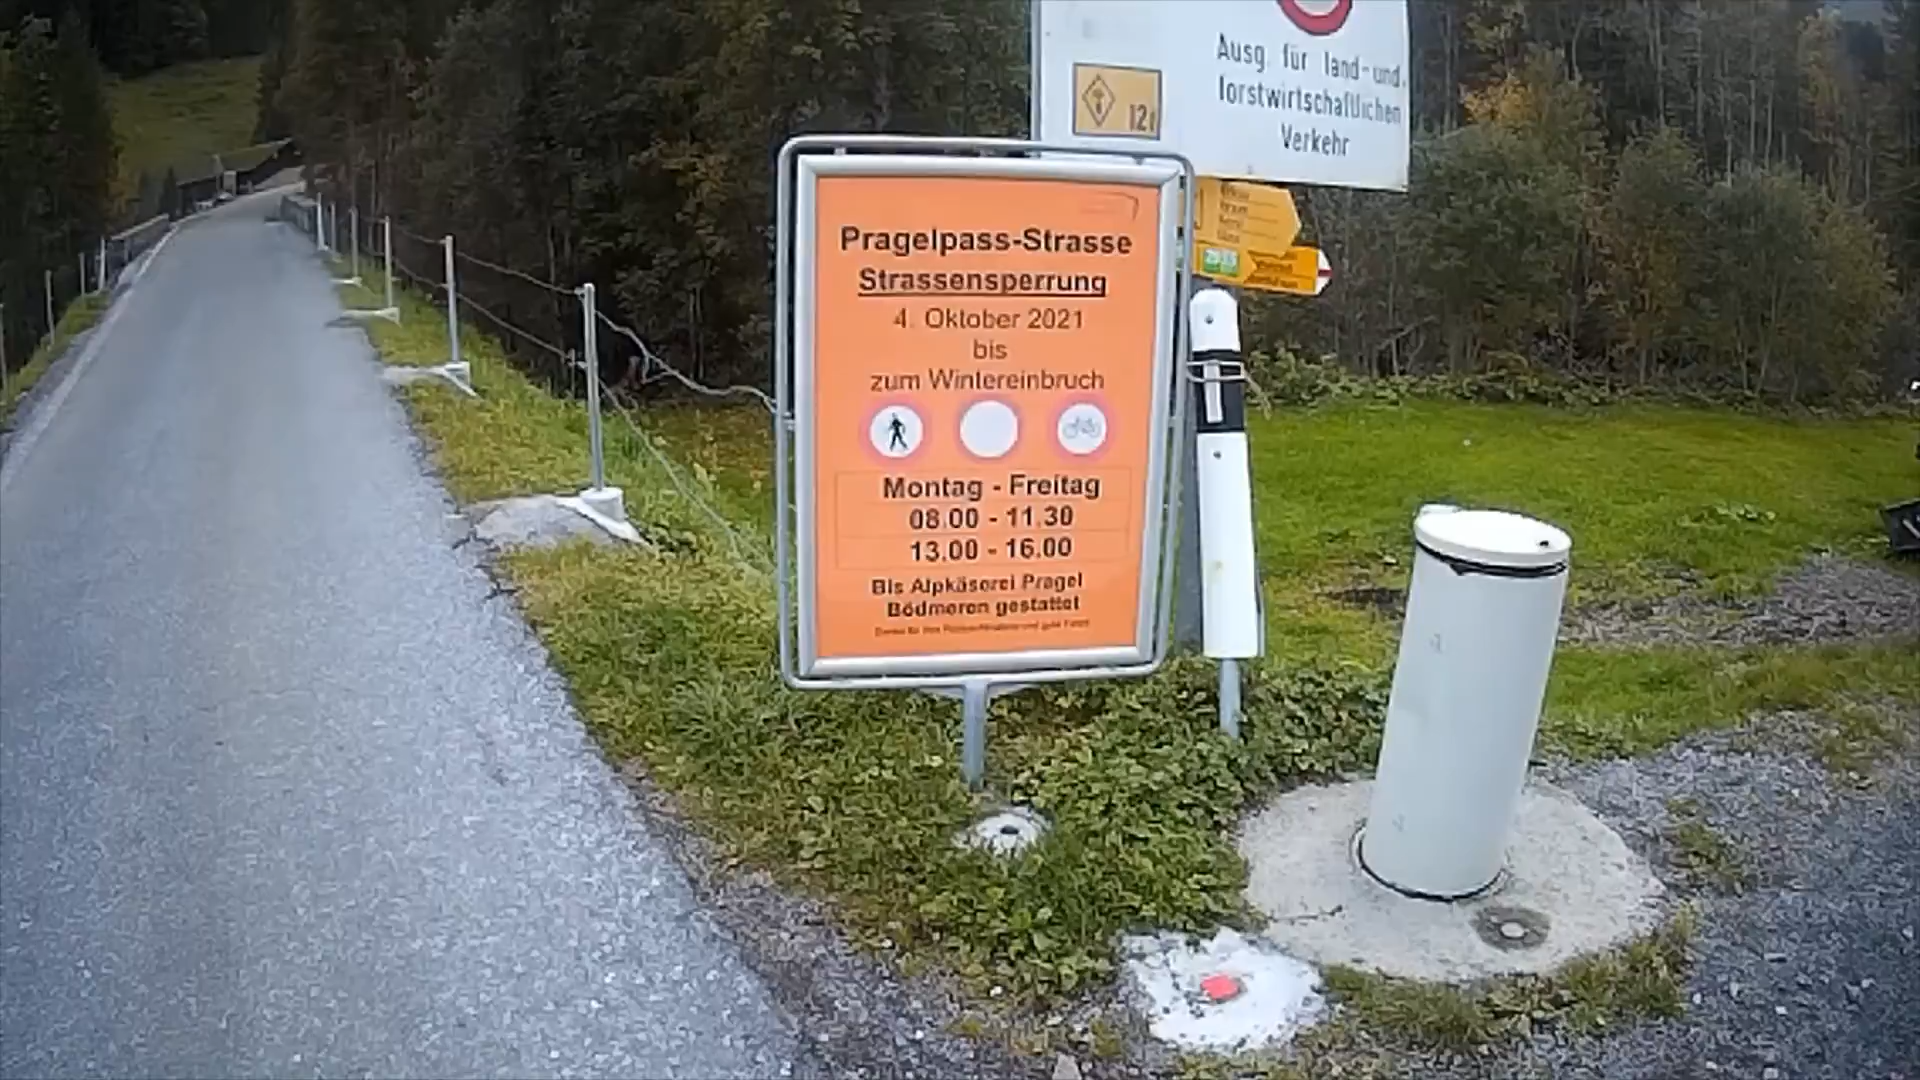 Ausg. für land-und
forstwirtschaftlichen
Verkehr
Pragelpass-Strasse
Strassensperrung
4. Oktober 2021
bis
zum Wintereinbruch
Montag - Freitag
08.00 - 11.30
13.00 - 16.00
Bis Alpkäserei Pragel
Bödmeren gestattet